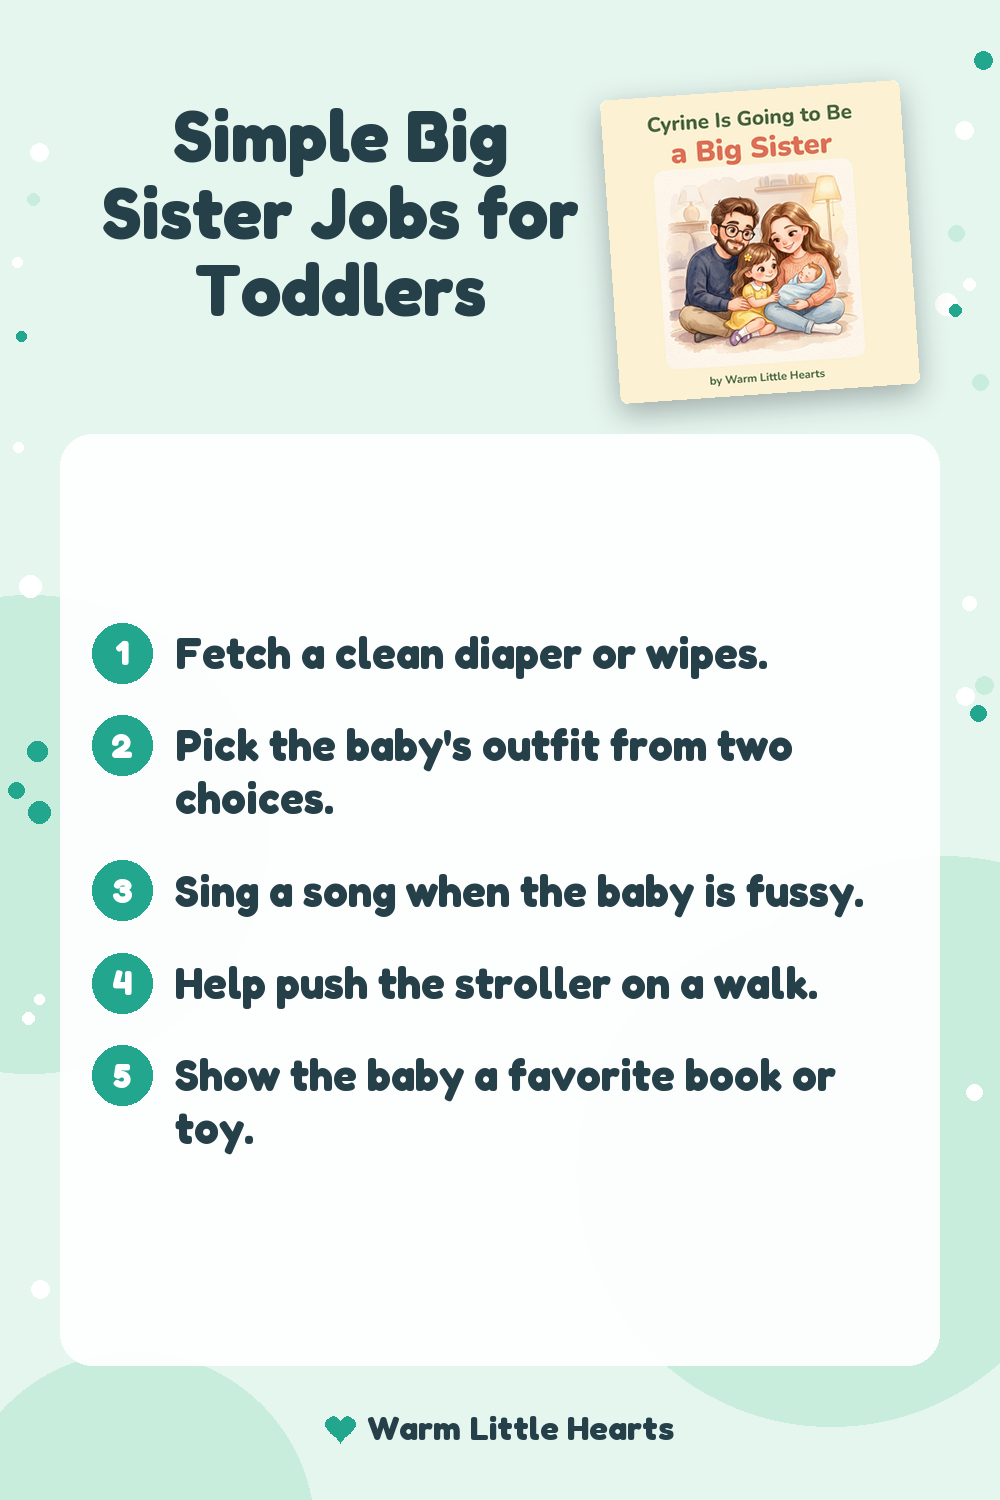 Simple Big
Sister Jobs for
Toddlers
Cyrine Is Going to Be
a Big Sister
by Warm Little Hearts
1 Fetch a clean diaper or wipes.
2 Pick the baby's outfit from two
choices.
3 Sing a song when the baby is fussy.
4 Help push the stroller on a walk.
5 Show the baby a favorite book or
toy.
Warm Little Hearts